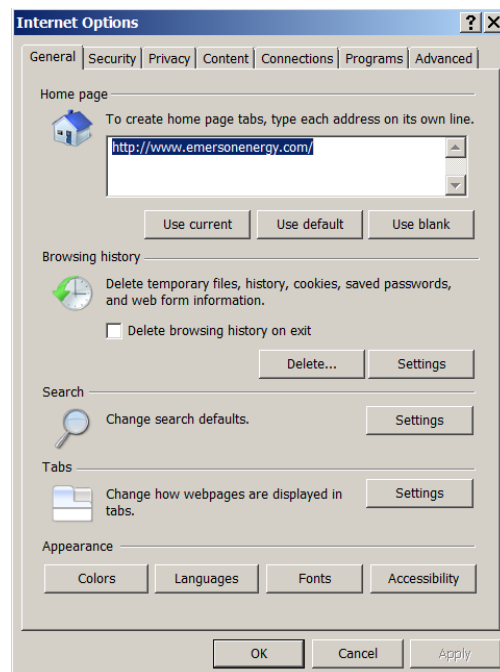 Internet Options
General Security Privacy Content Connections Programs Advanced
Home page
To create home page tabs, type each address on its own line.
http://www.emersonenergy.com/
Use current Use default Use blank
Browsing history
Delete temporary files, history, cookies, saved passwords,
and web form information.
Delete browsing history on exit
Delete... Settings
Search
Change search defaults. Settings
Tabs
Change how webpages are displayed in Settings
tabs.
Appearance
Colors Languages Fonts Accessibility
OK Cancel Apply